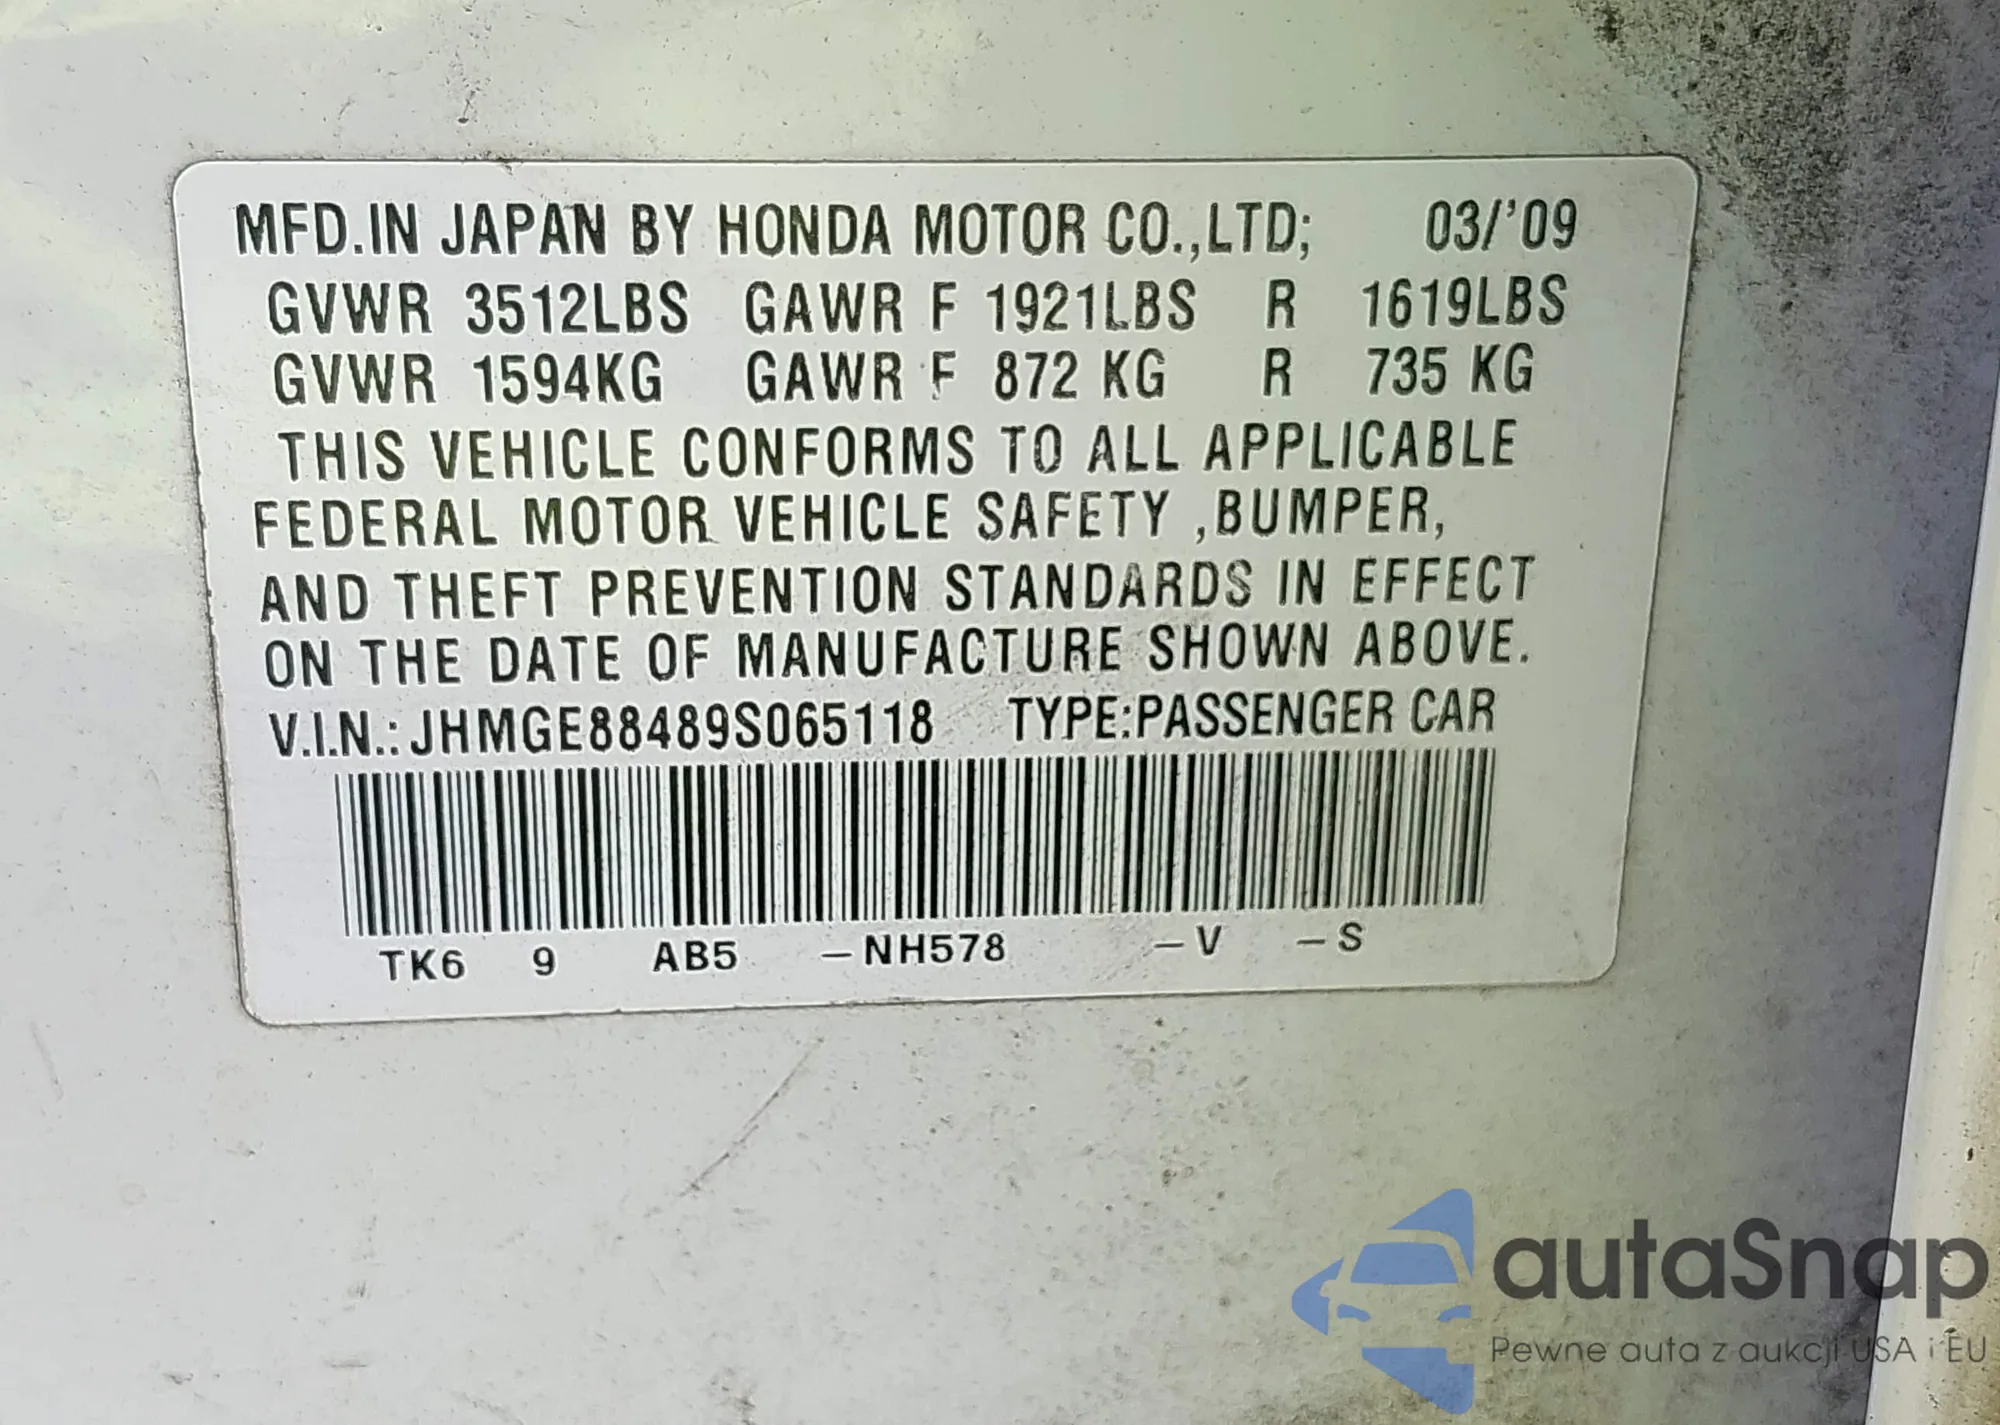 MFD.IN JAPAN BY HONDA MOTOR CO.,LTD; 03/'09
GVWR 3512LBS GAWR F 1921LBS R 1619LBS
GVWR 1594KG GAWR F 872 KG R 735 KG
THIS VEHICLE CONFORMS TO ALL APPLICABLE
FEDERAL MOTOR VEHICLE SAFETY ,BUMPER,
AND THEFT PREVENTION STANDARDS IN EFFECT
ON THE DATE OF MANUFACTURE SHOWN ABOVE.
V.I.N.: JHMGE88489S065118 TYPE:PASSENGER CAR
TK6 9 AB5 –NH578 –V –S
autaSnap
Pewne auta z aukcji USA i EU